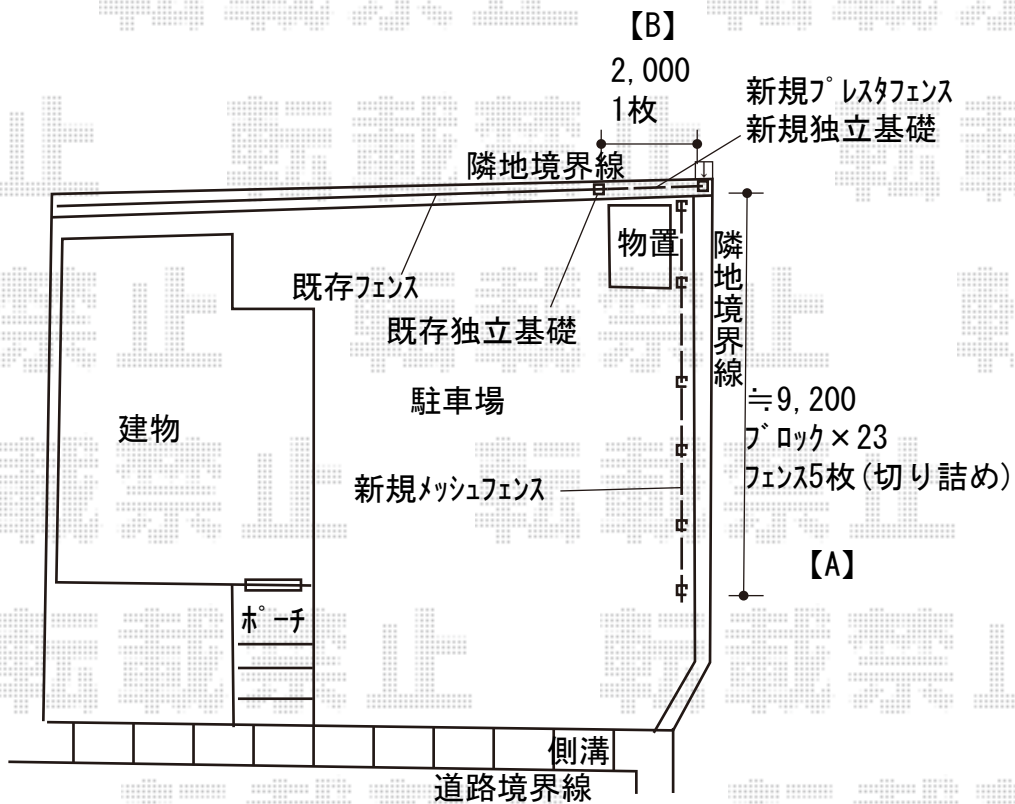 【B】
2,000
1枚
新規プレスタフェンス
新規独立基礎
隣地境界線
物置
隣地境界線
既存フェンス
既存独立基礎
駐車場
≒9,200
ブロック×23
フェンス5枚(切り詰め)
建物
新規メッシュフェンス
【A】
ポーチ
側溝
道路境界線
転載禁止